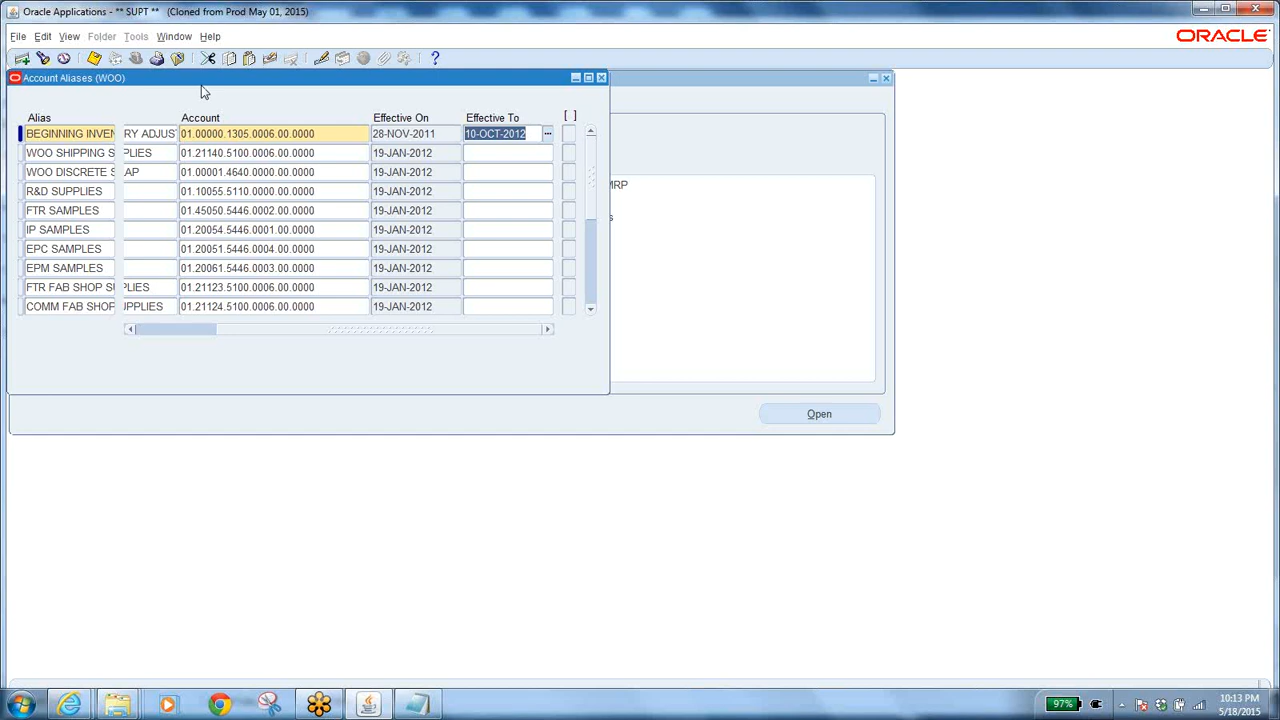 Oracle Applications - ** SUPT ** (Cloned from Prod May 01, 2015)
File Edit View Folder Tools Window Help
ORACLE
Account Aliases (WOO)
Alias Account Effective On Effective To [ ]
BEGINNING INVEN RY ADJUS 01.00000.1305.0006.00.0000 28-NOV-2011 10-OCT-2012
WOO SHIPPING S PLIES 01.21140.5100.0006.00.0000 19-JAN-2012
WOO DISCRETE S AP 01.00001.4640.0000.00.0000 19-JAN-2012
R&D SUPPLIES 01.10055.5110.0000.00.0000 19-JAN-2012
FTR SAMPLES 01.45050.5446.0002.00.0000 19-JAN-2012
IP SAMPLES 01.20054.5446.0001.00.0000 19-JAN-2012
EPC SAMPLES 01.20051.5446.0004.00.0000 19-JAN-2012
EPM SAMPLES 01.20061.5446.0003.00.0000 19-JAN-2012
FTR FAB SHOP SU PLIES 01.21123.5100.0006.00.0000 19-JAN-2012
COMM FAB SHOP UPPLIES 01.21124.5100.0006.00.0000 19-JAN-2012
MRP
s
Open
97%
10:13 PM
5/18/2015